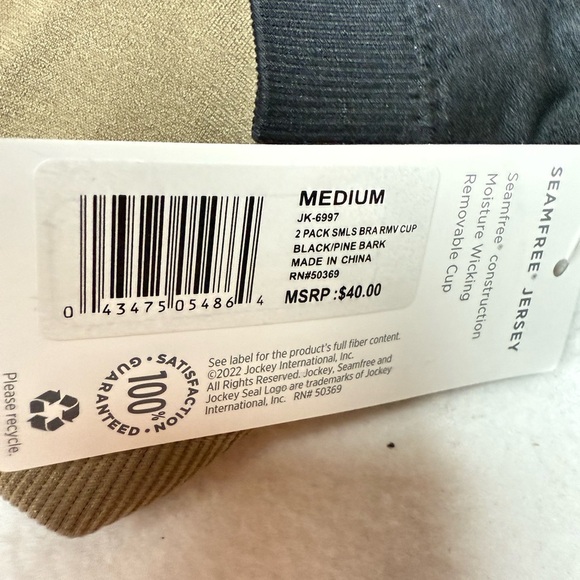 MEDIUM
JK-6997
2 PACK SMLS BRA RMV CUP
BLACK/PINE BARK
MADE IN CHINA
RN#50369
MSRP :$40.00
0 43475 05486 4
SEAMFREE® JERSEY
Seamfree® construction
Moisture Wicking
Removable Cup
See label for the product's full fiber content.
©2022 Jockey International, Inc.
All Rights Reserved. Jockey, Seamfree and
Jockey Seal Logo are trademarks of Jockey
International, Inc. RN# 50369
SATISFACTION
100%
GUARANTEED
Please recycle.